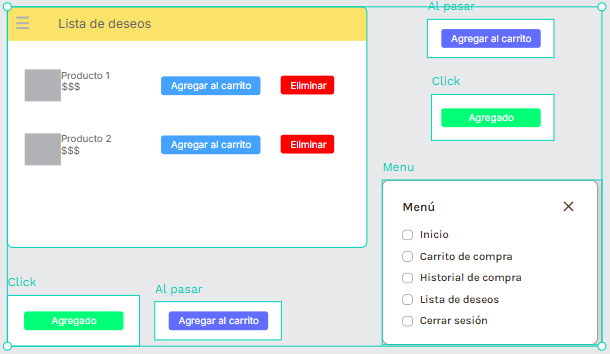 Lista de deseos
Producto 1
$$$
Agregar al carrito
Eliminar
Producto 2
$$$
Agregar al carrito
Eliminar
Al pasar
Agregar al carrito
Click
Agregado
Menu
Menú
Inicio
Carrito de compra
Historial de compra
Lista de deseos
Cerrar sesión
Click
Agregado
Al pasar
Agregar al carrito